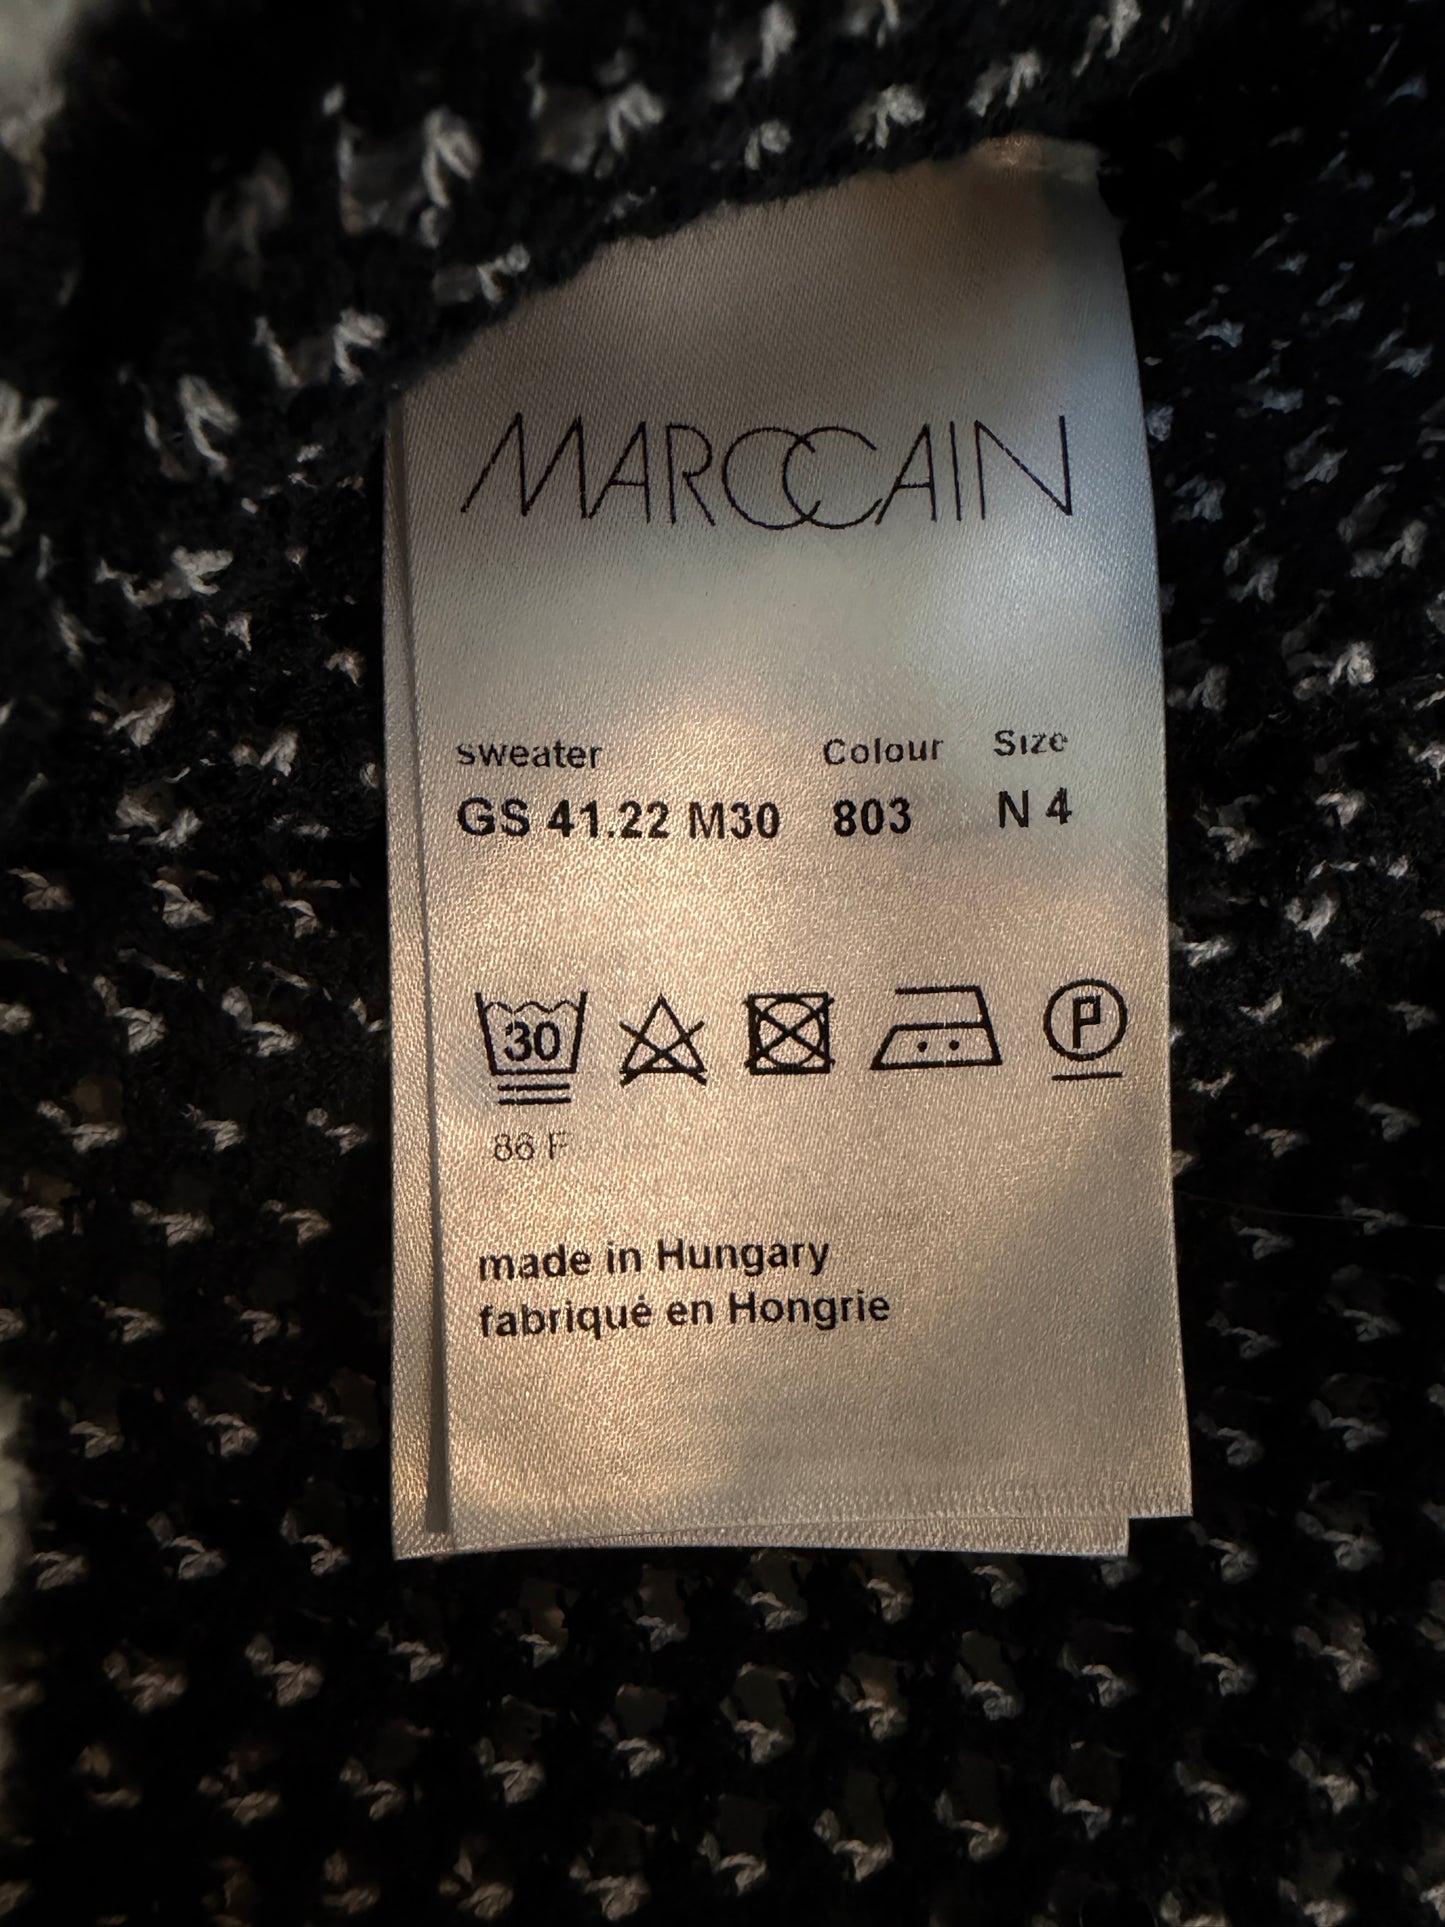 MARCCAIN
sweater Colour Size
GS 41.22 M30 803 N 4
30 P
86 F
made in Hungary
fabriqué en Hongrie